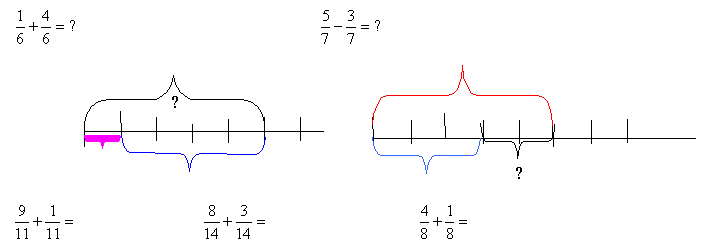 1/6 + 4/6 = ?
5/7 − 3/7 = ?
?
?
9/11 + 1/11 =
8/14 + 3/14 =
4/8 + 1/8 =